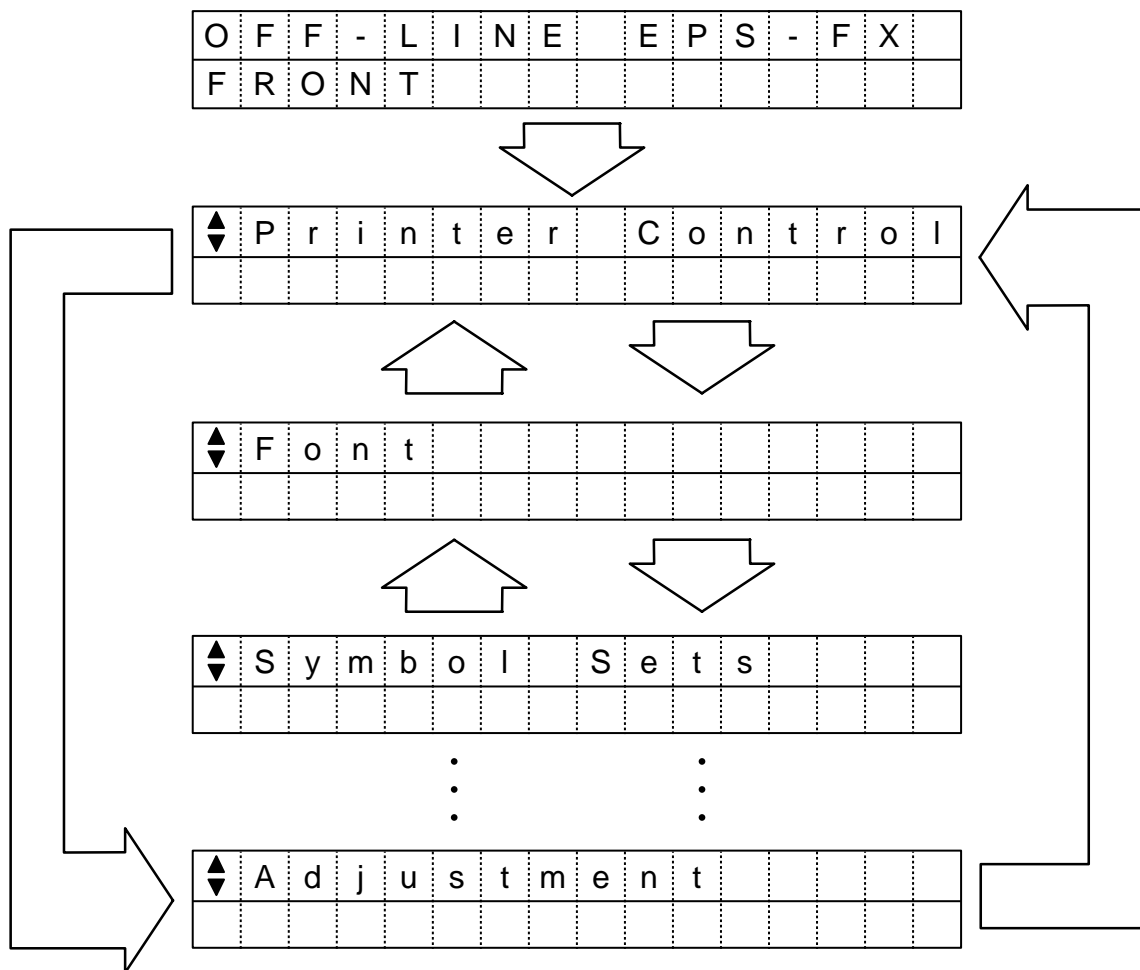 OFF-LINE EPS-FX
FRONT
Printer Control
Font
Symbol Sets
Adjustment